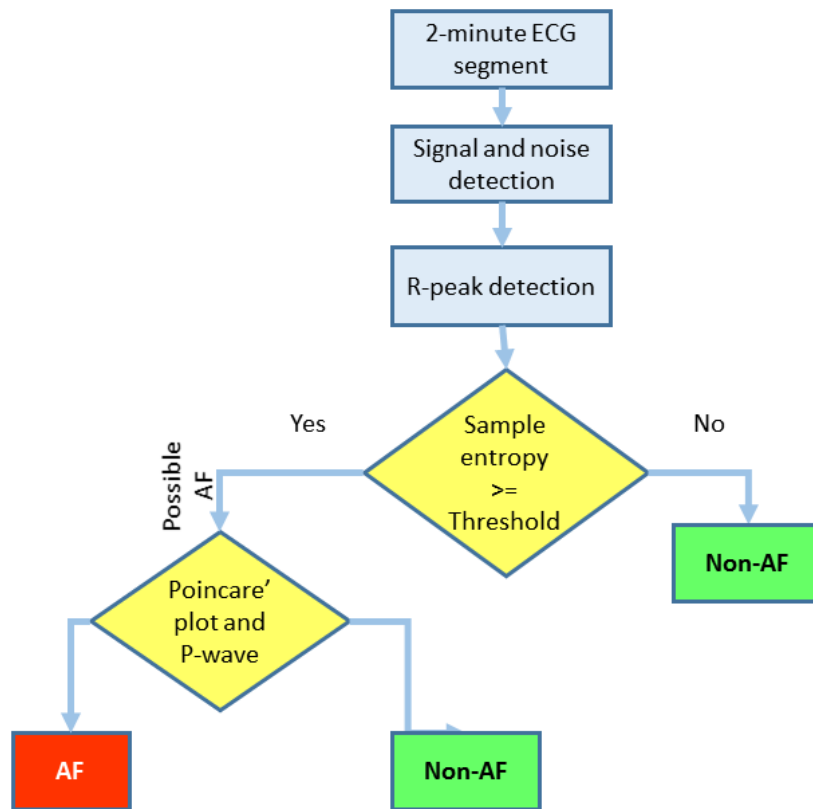 2-minute ECG
segment
Signal and noise
detection
R-peak detection
Yes
No
Sample
entropy
>=
Threshold
Possible
AF
Non-AF
Poincare’
plot and
P-wave
AF
Non-AF